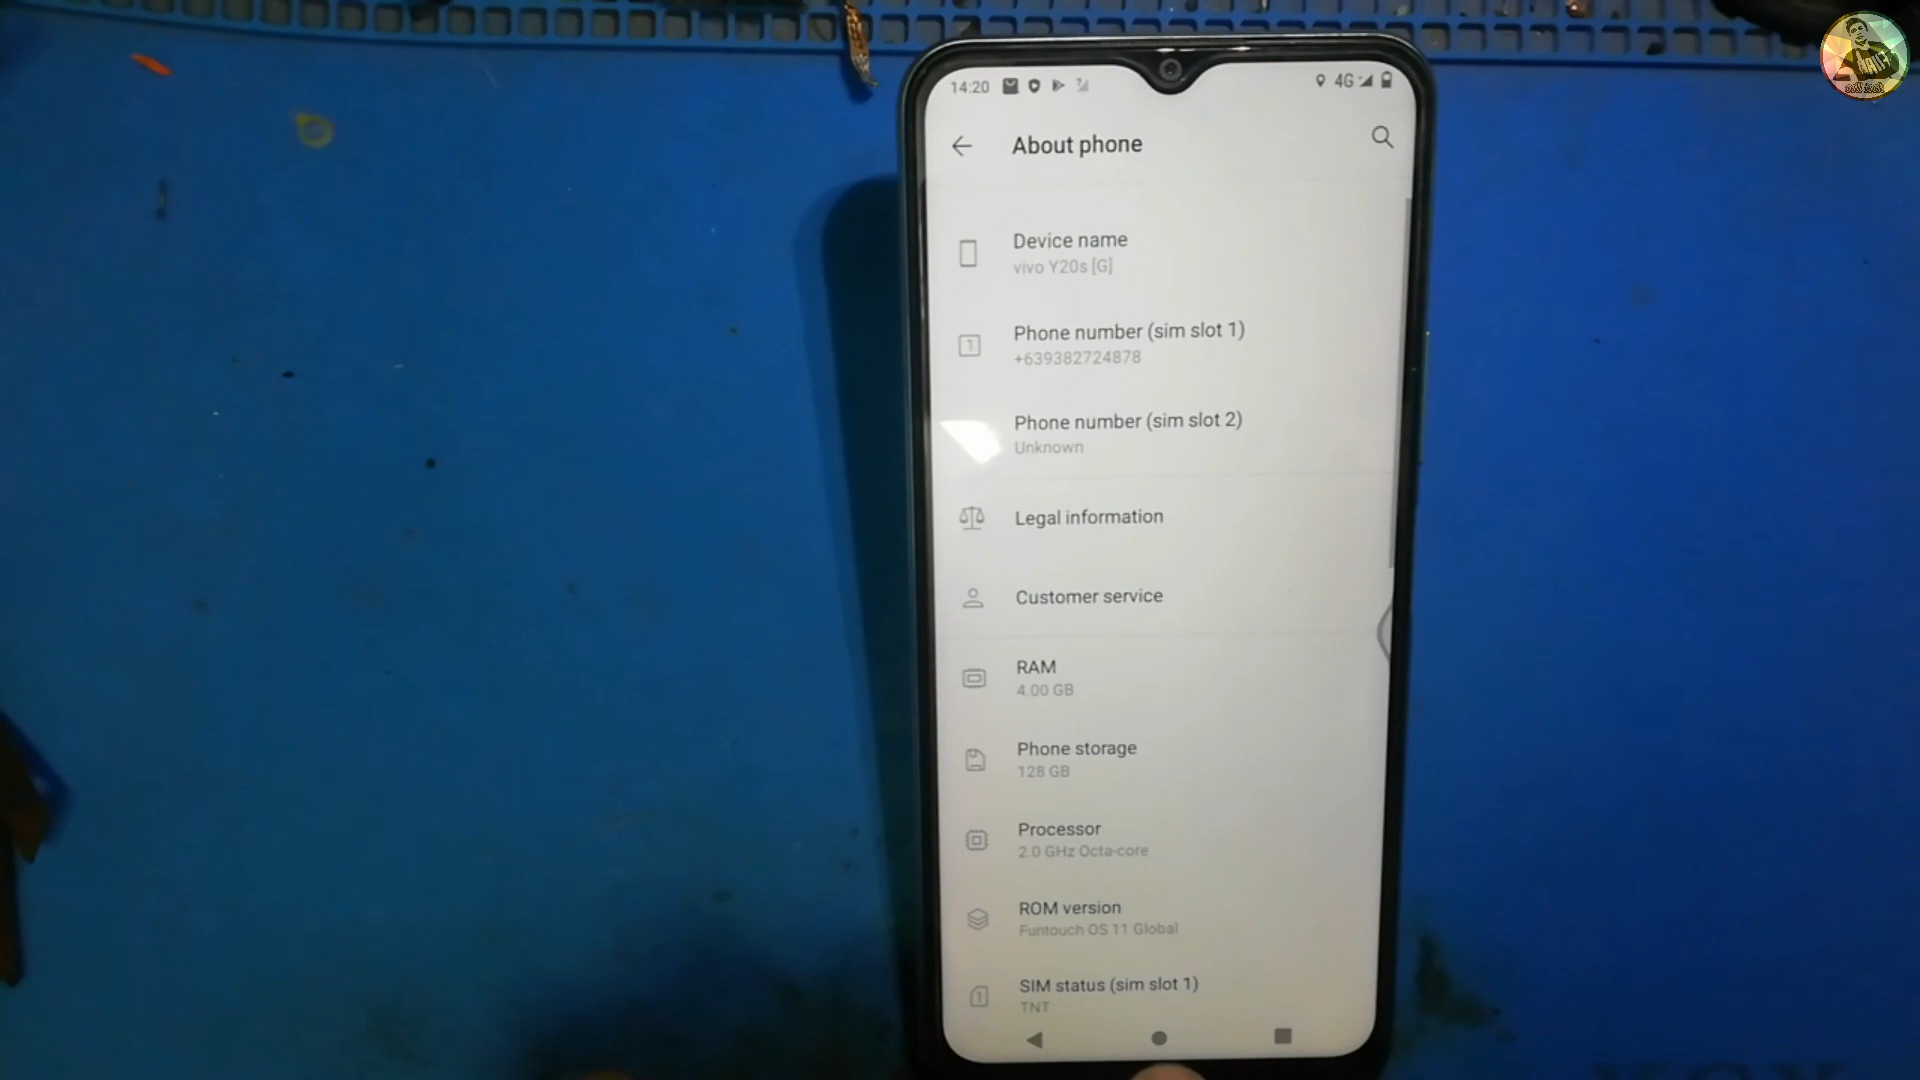 14:20
4G
About phone
Device name
vivo Y20s [G]
Phone number (sim slot 1)
+639382724878
Phone number (sim slot 2)
Unknown
Legal information
Customer service
RAM
4.00 GB
Phone storage
128 GB
Processor
2.0 GHz Octa-core
ROM version
Funtouch OS 11 Global
SIM status (sim slot 1)
TNT